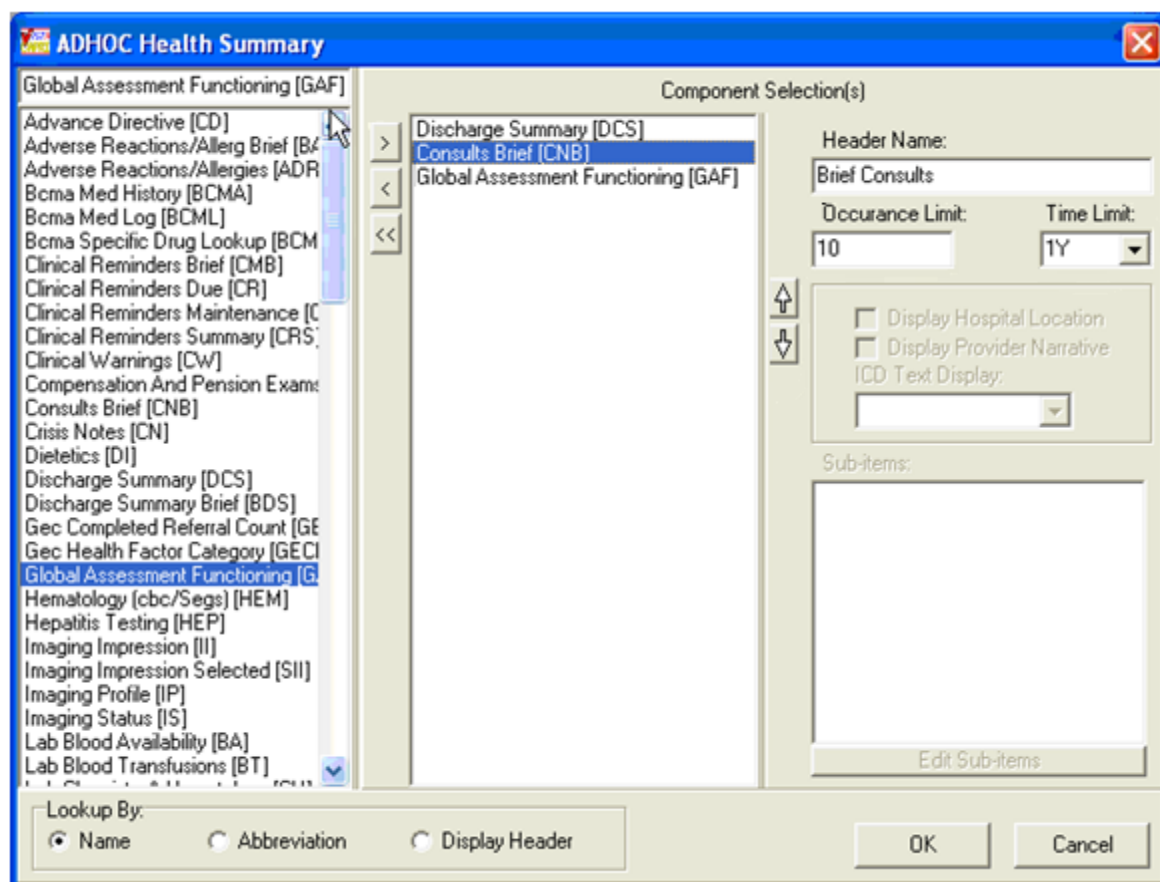 ADHOC Health Summary
Global Assessment Functioning [GAF]
Advance Directive [CD]
Adverse Reactions/Allerg Brief [BA
Adverse Reactions/Allergies [ADR
Bcma Med History [BCMA]
Bcma Med Log [BCML]
Bcma Specific Drug Lookup [BCM
Clinical Reminders Brief [CMB]
Clinical Reminders Due [CR]
Clinical Reminders Maintenance [C
Clinical Reminders Summary [CRS]
Clinical Warnings [CW]
Compensation And Pension Exams
Consults Brief [CNB]
Crisis Notes [CN]
Dietetics [DI]
Discharge Summary [DCS]
Discharge Summary Brief [BDS]
Gec Completed Referral Count [GE
Gec Health Factor Category [GECI
Global Assessment Functioning [G
Hematology (cbc/Segs) [HEM]
Hepatitis Testing [HEP]
Imaging Impression [II]
Imaging Impression Selected [SII]
Imaging Profile [IP]
Imaging Status [IS]
Lab Blood Availability [BA]
Lab Blood Transfusions [BT]
>
<
<<
Component Selection(s)
Discharge Summary [DCS]
Consults Brief [CNB]
Global Assessment Functioning [GAF]
Header Name:
Brief Consults
Occurance Limit: Time Limit:
10 1Y
Display Hospital Location
Display Provider Narrative
ICD Text Display:
Sub-items:
Edit Sub-items
Lookup By:
Name Abbreviation Display Header
OK Cancel